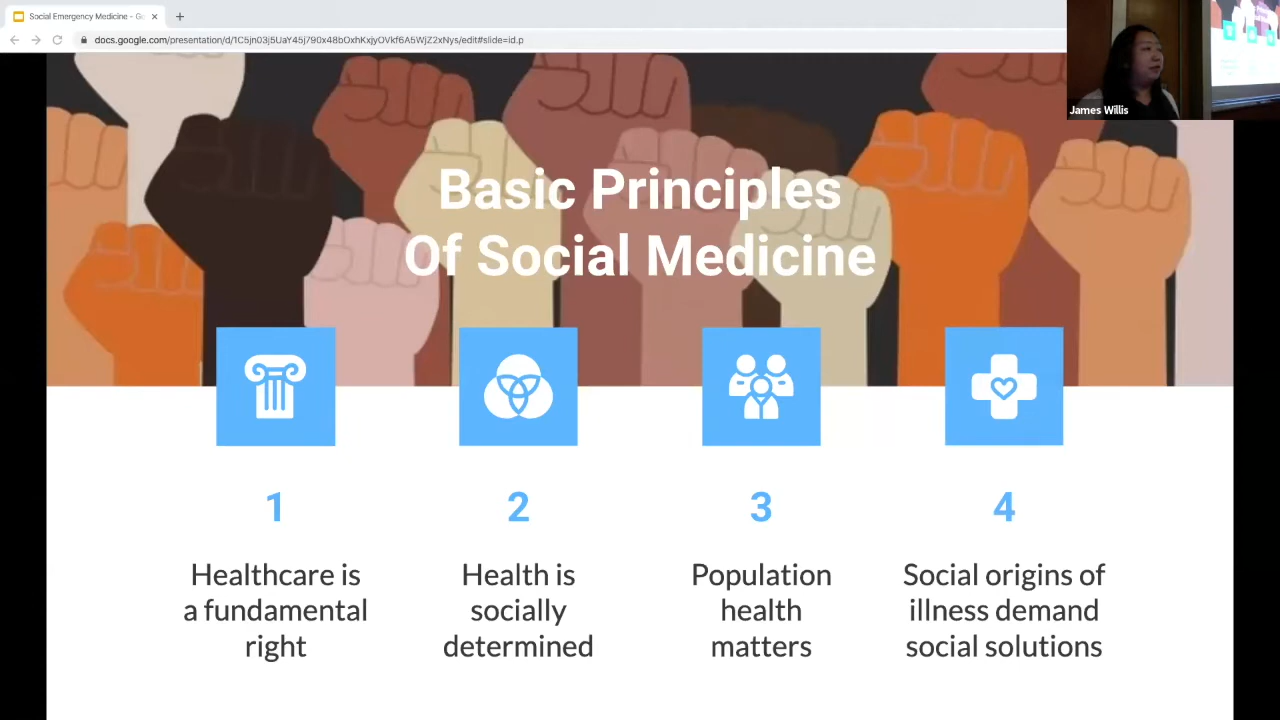 Social Emergency Medicine - Go
docs.google.com/presentation/d/1C5jn03j5UaY45j790x48bOxhKxjyOVkf6A5WjZ2xNys/edit#slide=id.p
James Willis
Basic Principles
Of Social Medicine
1
Healthcare is
a fundamental
right
2
Health is
socially
determined
3
Population
health
matters
4
Social origins of
illness demand
social solutions